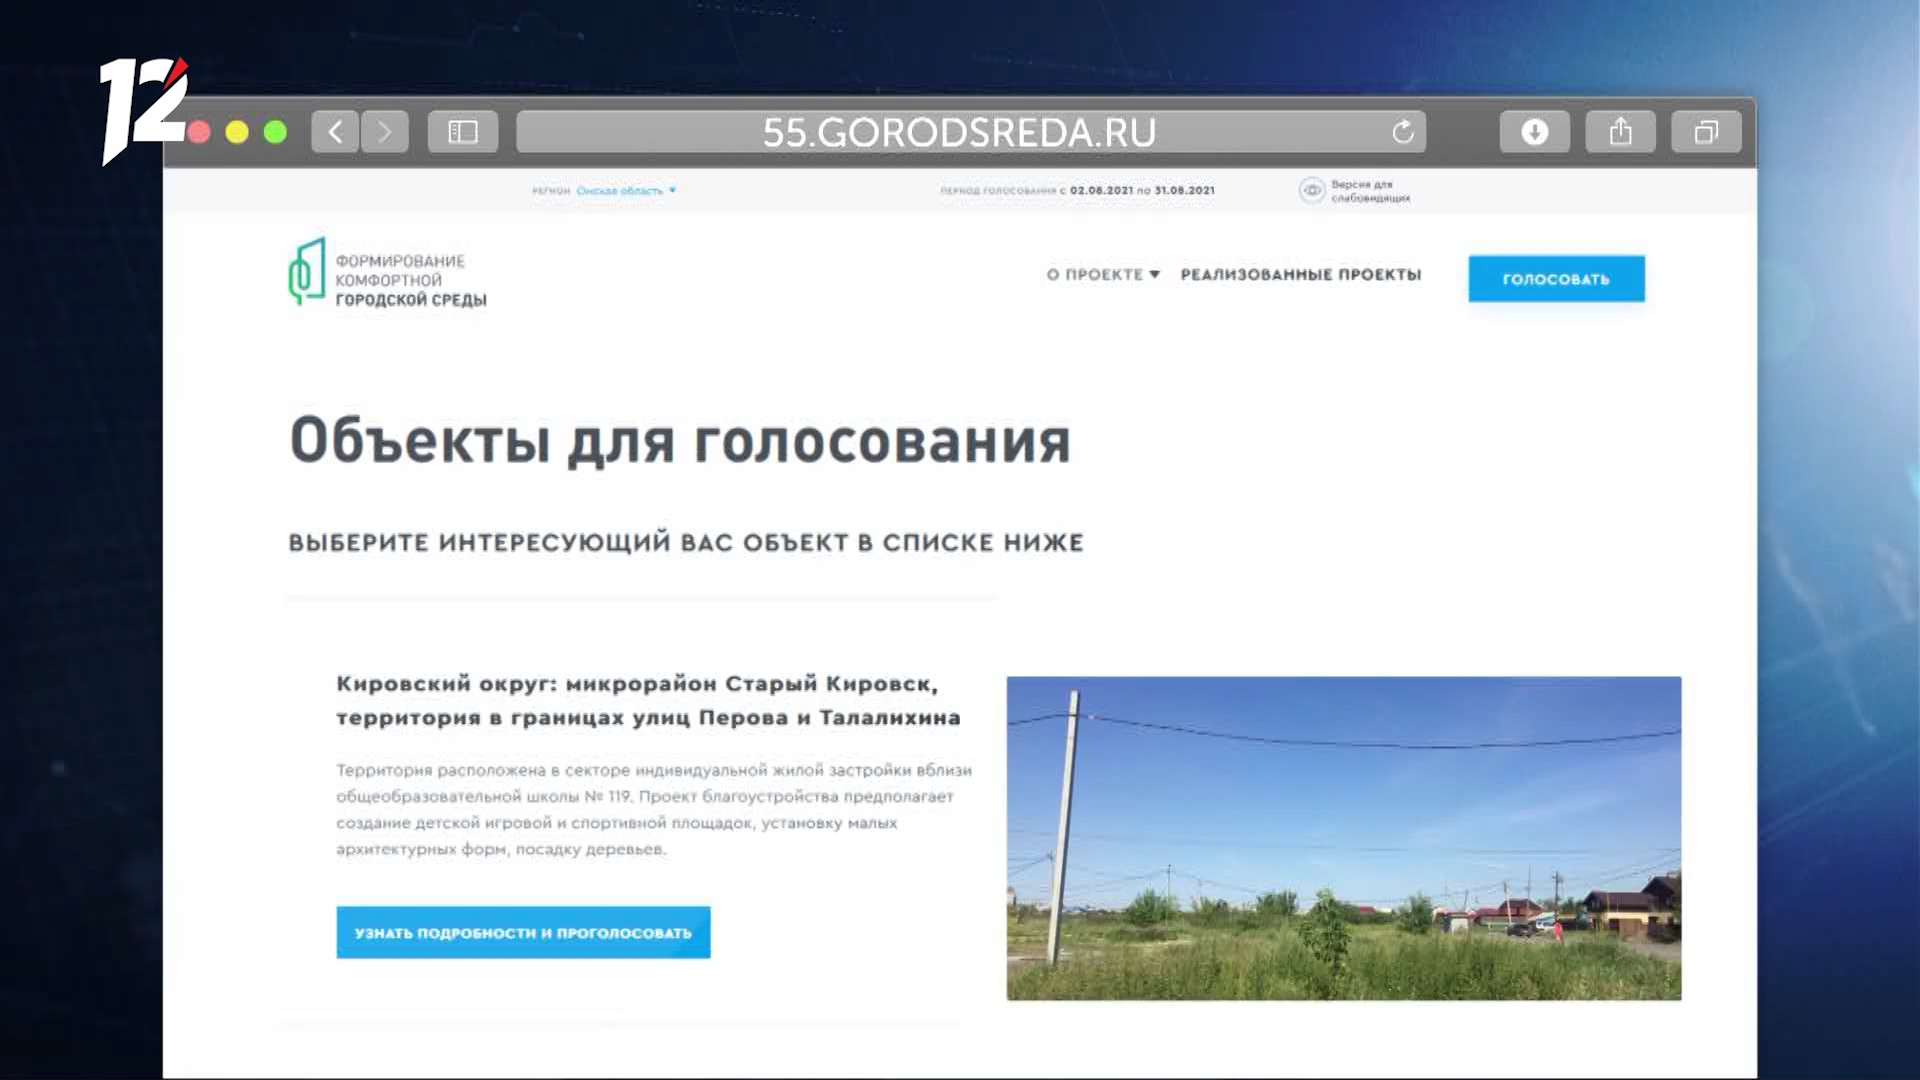 12
55.GORODSREDA.RU
РЕГИОН Омская область
ПЕРИОД ГОЛОСОВАНИЯ с 02.08.2021 по 31.08.2021
Версия для
слабовидящих
ФОРМИРОВАНИЕ
КОМФОРТНОЙ
ГОРОДСКОЙ СРЕДЫ
О ПРОЕКТЕ
РЕАЛИЗОВАННЫЕ ПРОЕКТЫ
ГОЛОСОВАТЬ
Объекты для голосования
ВЫБЕРИТЕ ИНТЕРЕСУЮЩИЙ ВАС ОБЪЕКТ В СПИСКЕ НИЖЕ
Кировский округ: микрорайон Старый Кировск,
территория в границах улиц Перова и Талалихина
Территория расположена в секторе индивидуальной жилой застройки вблизи
общеобразовательной школы № 119. Проект благоустройства предполагает
создание детской игровой и спортивной площадок, установку малых
архитектурных форм, посадку деревьев.
УЗНАТЬ ПОДРОБНОСТИ И ПРОГОЛОСОВАТЬ